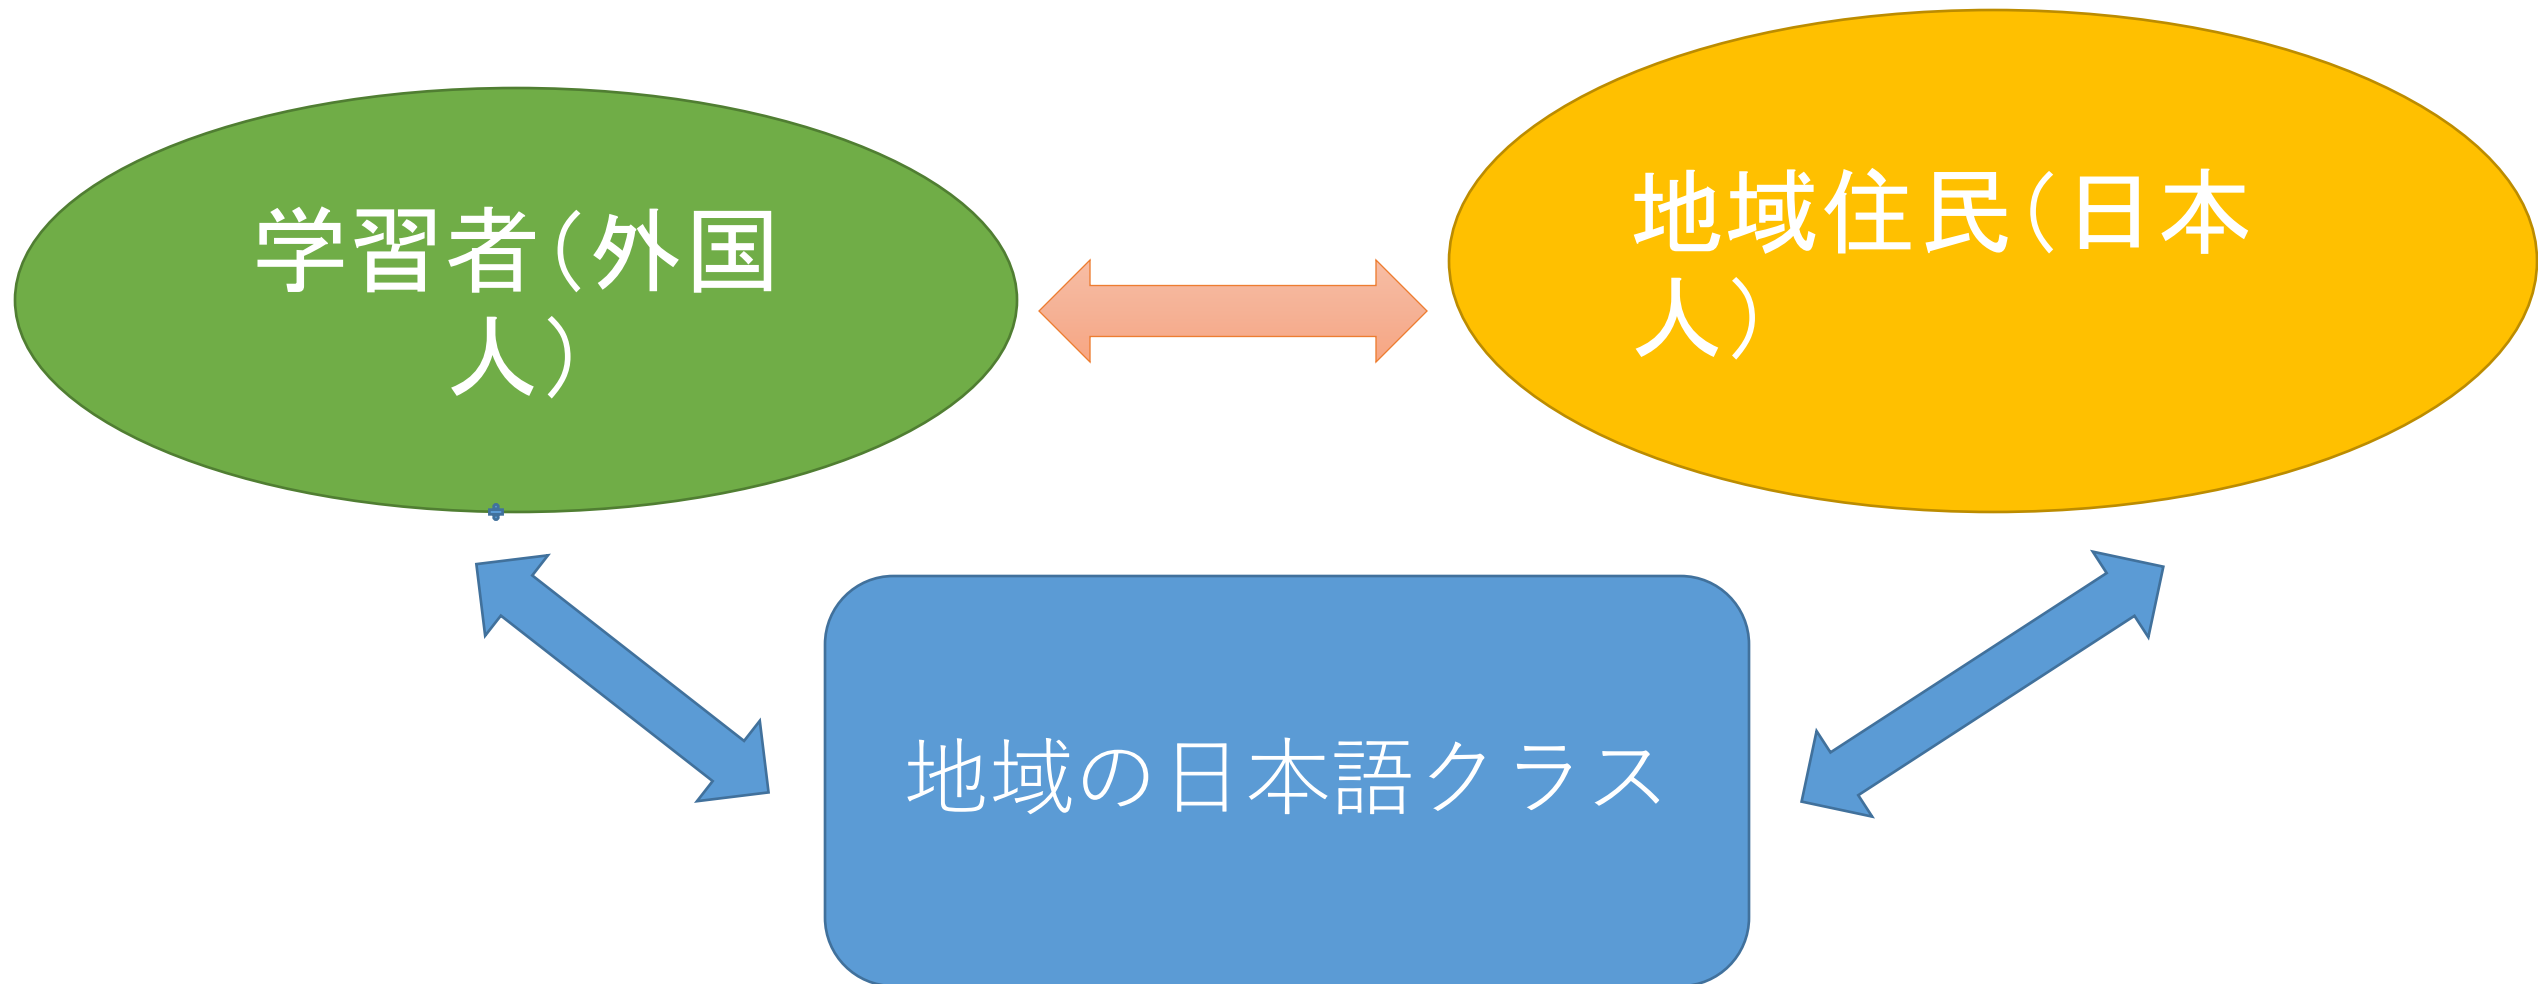 学習者（外国
人）
地域住民（日本
人）
地域の日本語クラス